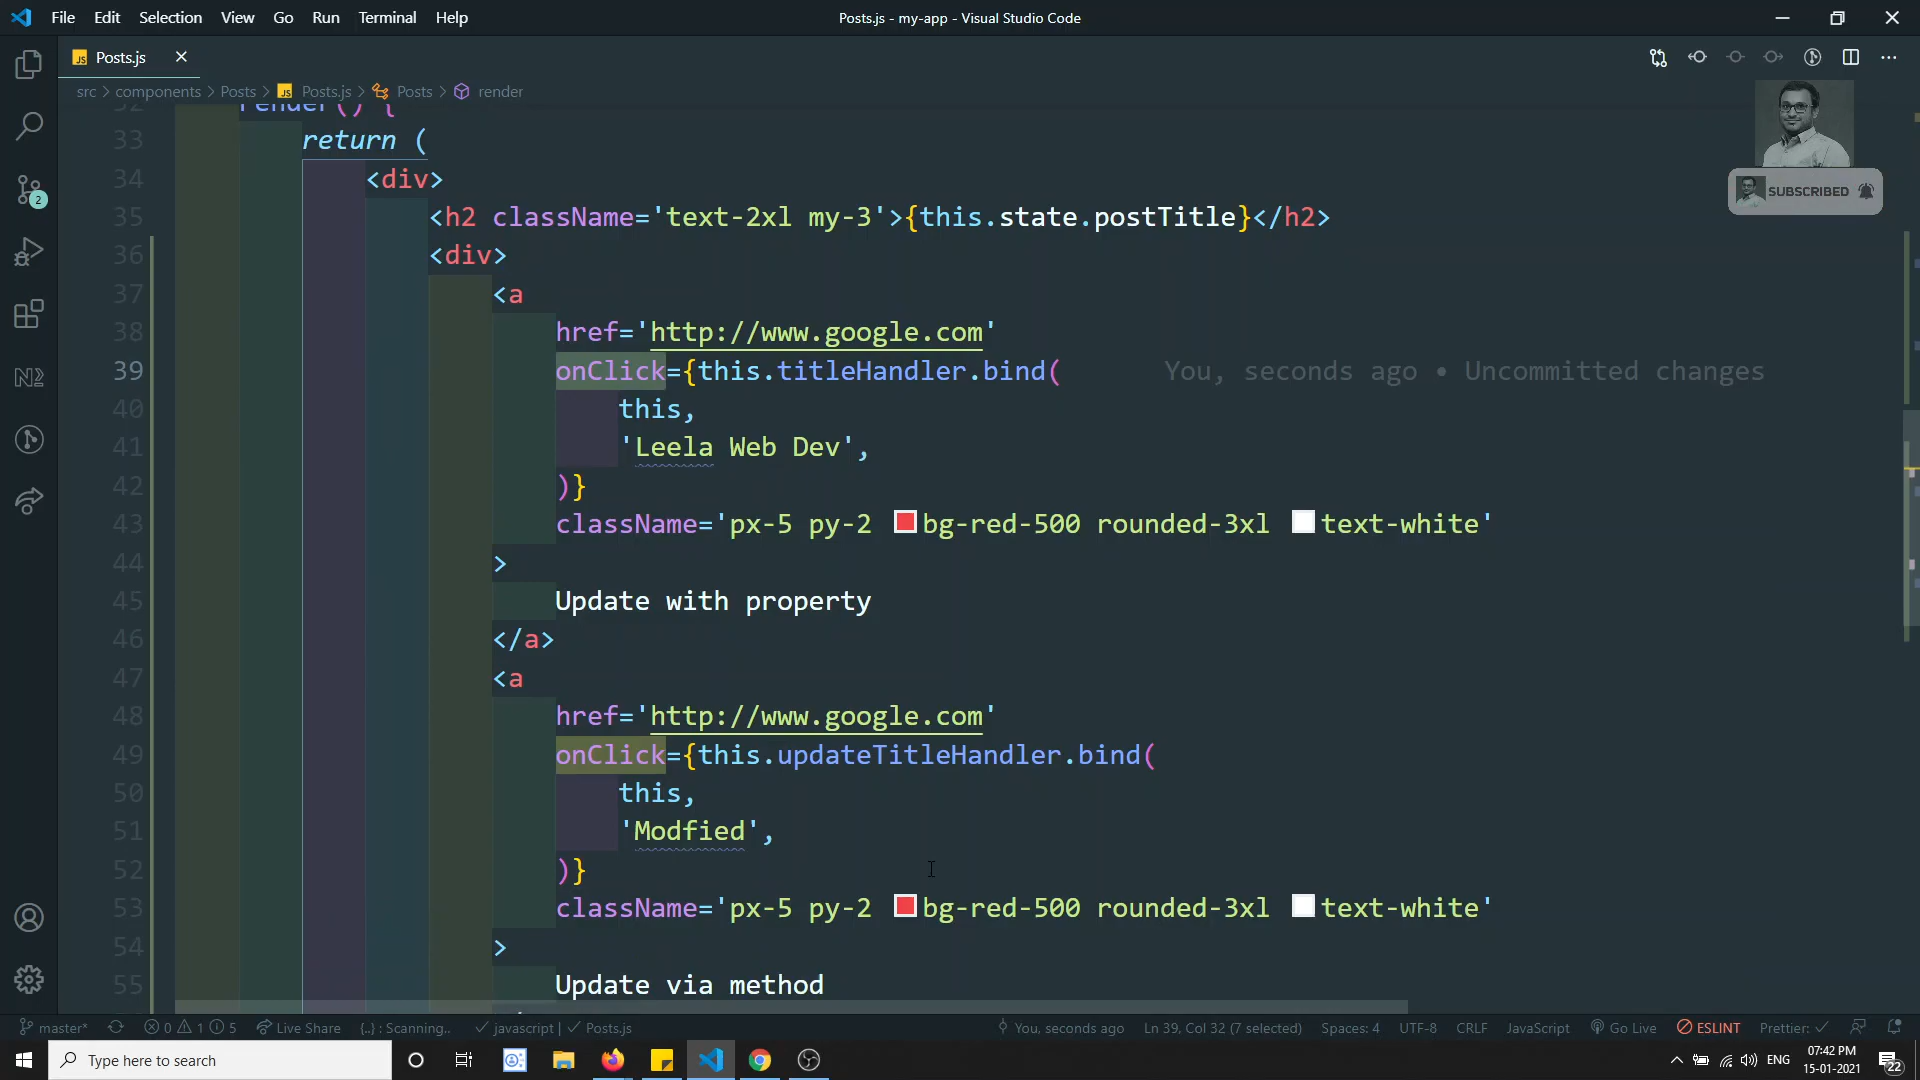 File Edit Selection View Go Run Terminal Help
Posts.js - my-app - Visual Studio Code
JS Posts.js
src > components > Posts > JS Posts.js > Posts > render
32 render() {
33 return (
34 <div>
35 <h2 className='text-2xl my-3'>{this.state.postTitle}</h2>
36 <div>
37 <a
38 href='http://www.google.com'
39 onClick={this.titleHandler.bind( You, seconds ago • Uncommitted changes
40 this,
41 'Leela Web Dev',
42 )}
43 className='px-5 py-2 bg-red-500 rounded-3xl text-white'
44 >
45 Update with property
46 </a>
47 <a
48 href='http://www.google.com'
49 onClick={this.updateTitleHandler.bind(
50 this,
51 'Modfied',
52 )}
53 className='px-5 py-2 bg-red-500 rounded-3xl text-white'
54 >
55 Update via method
SUBSCRIBED
2
master* 0 1 5 Live Share {..} : Scanning.. javascript | Posts.js You, seconds ago Ln 39, Col 32 (7 selected) Spaces: 4 UTF-8 CRLF JavaScript Go Live ESLINT Prettier:
Type here to search
ENG
07:42 PM
15-01-2021
22